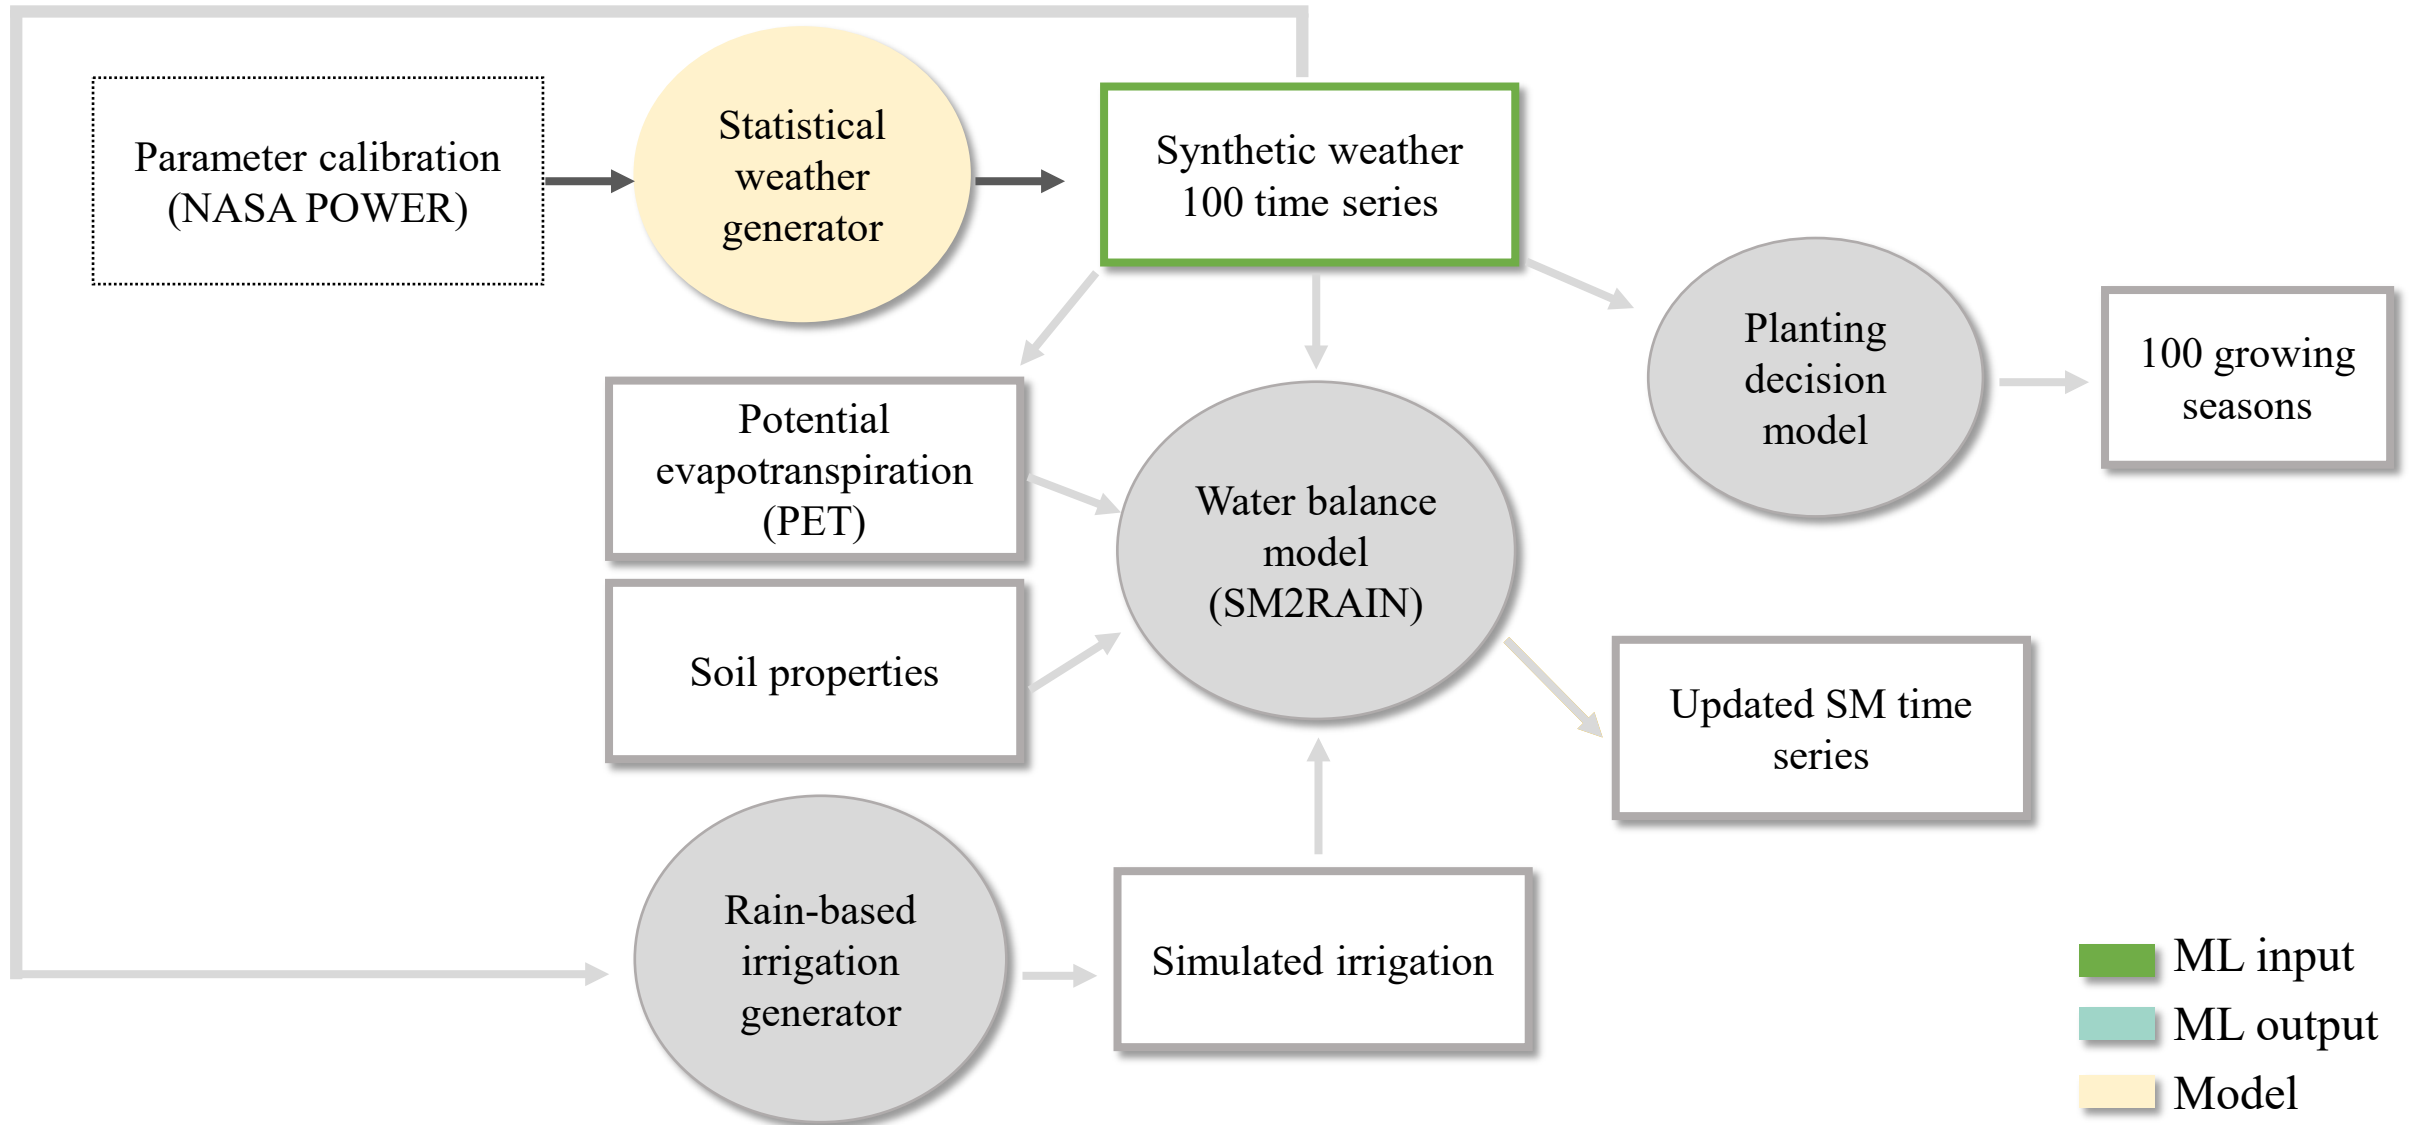 Parameter calibration
(NASA POWER)
Statistical
weather
generator
Synthetic weather
100 time series
Planting
decision
model
100 growing
seasons
Potential
evapotranspiration
(PET)
Water balance
model
(SM2RAIN)
Soil properties
Updated SM time
series
Rain-based
irrigation
generator
Simulated irrigation
ML input
ML output
Model